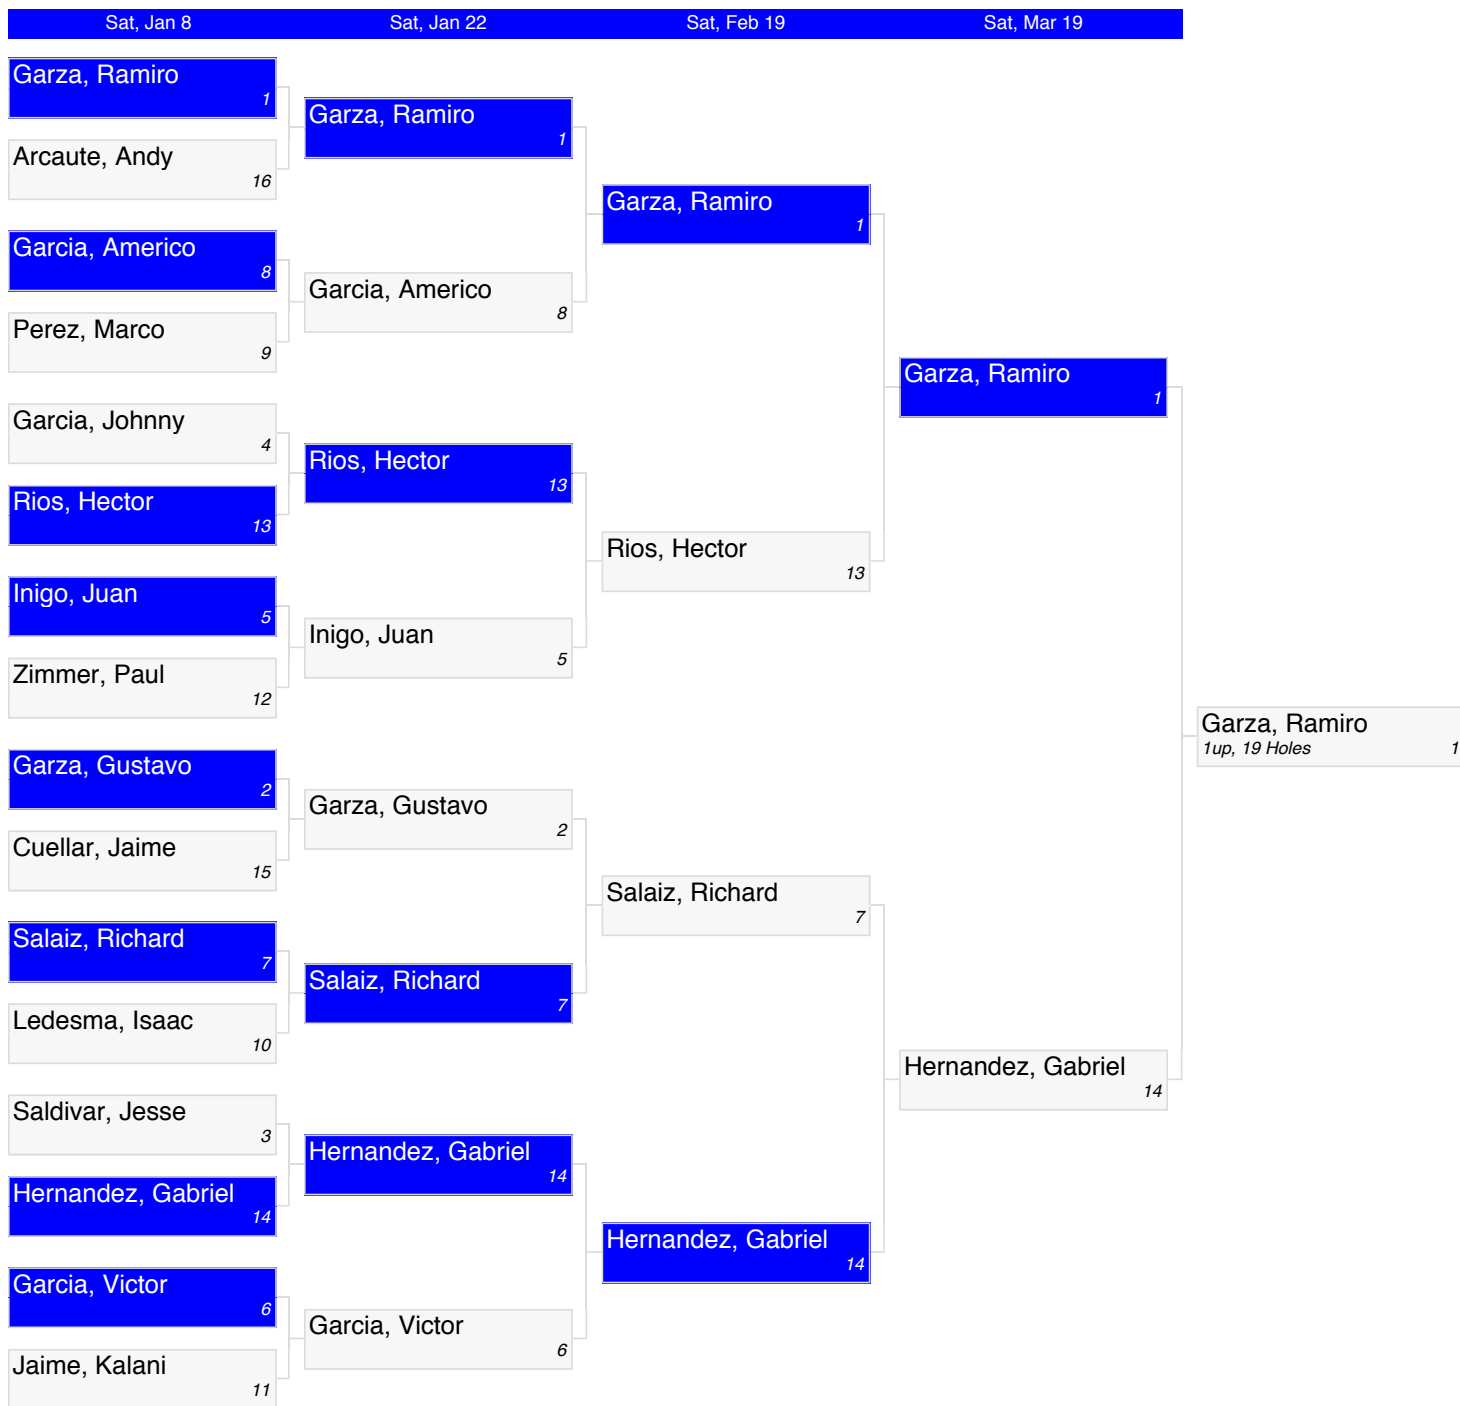 Sat, Jan 8
Sat, Jan 22
Sat, Feb 19
Sat, Mar 19
Garza, Ramiro
1
Arcaute, Andy
16
Garcia, Americo
8
Perez, Marco
9
Garcia, Johnny
4
Rios, Hector
13
Inigo, Juan
5
Zimmer, Paul
12
Garza, Gustavo
2
Cuellar, Jaime
15
Salaiz, Richard
7
Ledesma, Isaac
10
Saldivar, Jesse
3
Hernandez, Gabriel
14
Garcia, Victor
6
Jaime, Kalani
11
Garza, Ramiro
1
Garcia, Americo
8
Rios, Hector
13
Inigo, Juan
5
Garza, Gustavo
2
Salaiz, Richard
7
Hernandez, Gabriel
14
Garcia, Victor
6
Garza, Ramiro
1
Rios, Hector
13
Salaiz, Richard
7
Hernandez, Gabriel
14
Garza, Ramiro
1
Hernandez, Gabriel
14
Garza, Ramiro
1up, 19 Holes
1